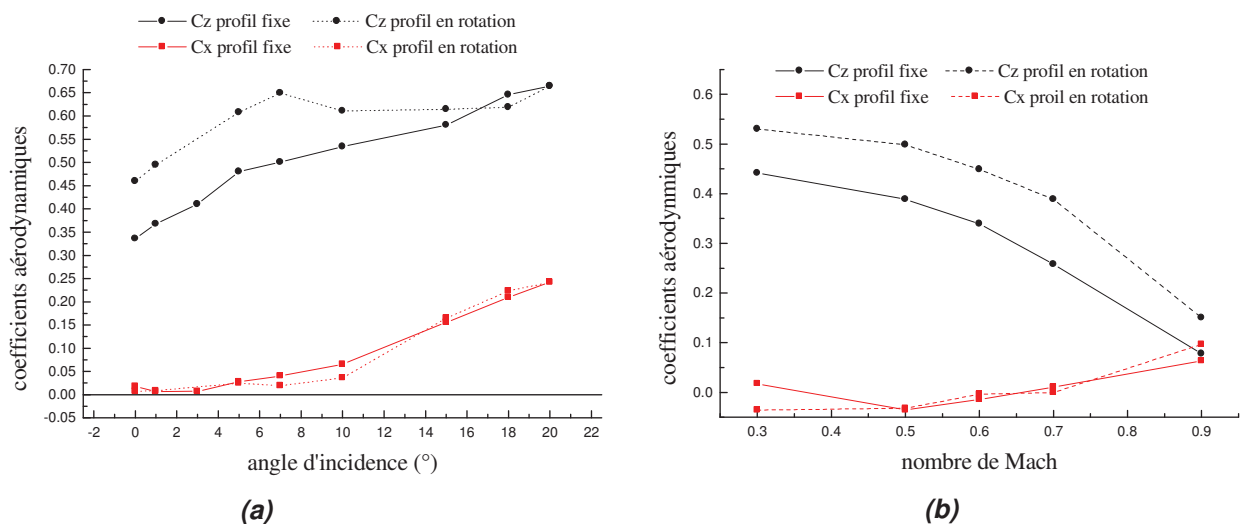 Cz profil fixe
Cz profil en rotation
Cx profil fixe
Cx profil en rotation
coefficients aérodynamiques
0.70
0.65
0.60
0.55
0.50
0.45
0.40
0.35
0.30
0.25
0.20
0.15
0.10
0.05
0.00
-0.05
-2 0 2 4 6 8 10 12 14 16 18 20 22
angle d'incidence (°)
(a)
Cz profil fixe
Cz profil en rotation
Cx profil fixe
Cx proil en rotation
coefficients aérodynmiques
0.6
0.5
0.4
0.3
0.2
0.1
0.0
0.3 0.4 0.5 0.6 0.7 0.8 0.9
nombre de Mach
(b)